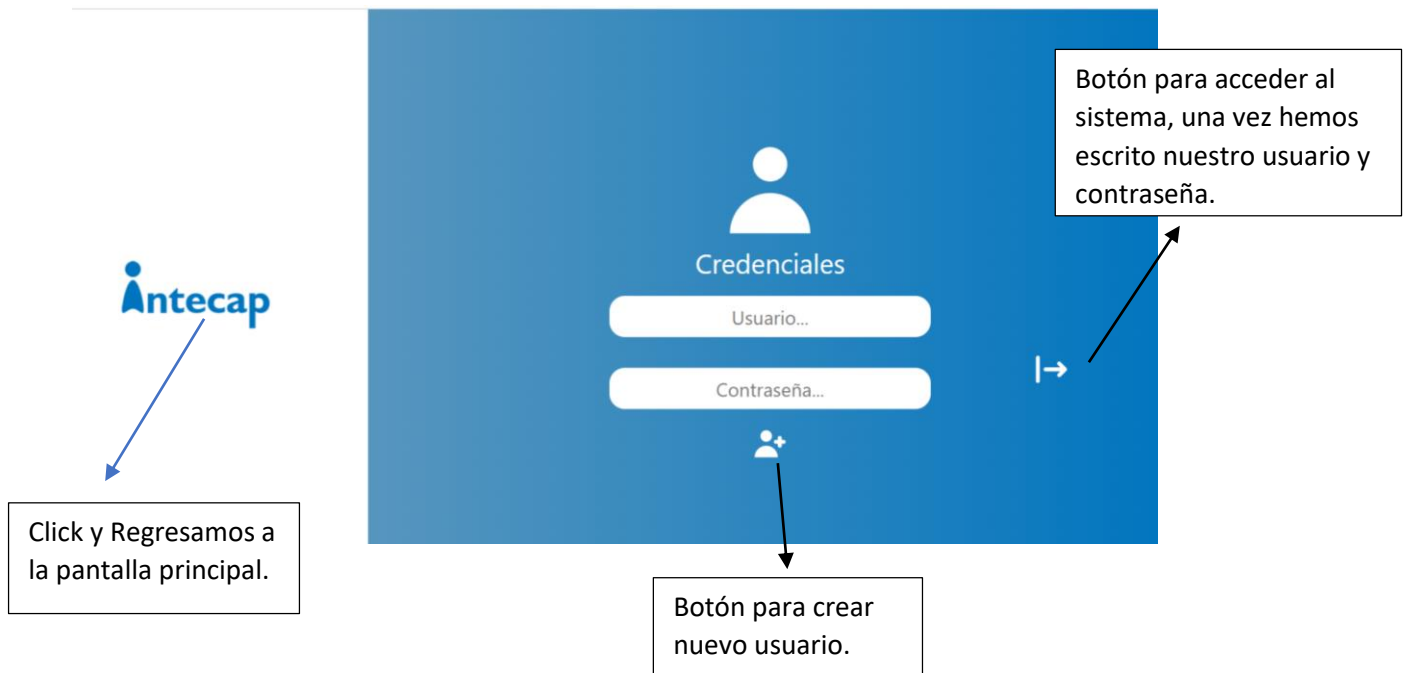 Botón para acceder al
sistema, una vez hemos
escrito nuestro usuario y
contraseña.
Credenciales
intecap
Usuario...
Contraseña...
Click y Regresamos a
la pantalla principal.
Botón para crear
nuevo usuario.